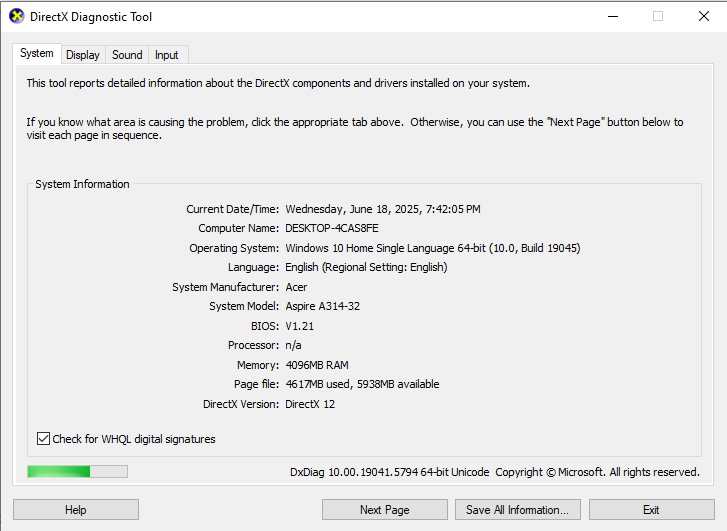 DirectX Diagnostic Tool
System Display Sound Input
This tool reports detailed information about the DirectX components and drivers installed on your system.
If you know what area is causing the problem, click the appropriate tab above. Otherwise, you can use the "Next Page" button below to
visit each page in sequence.
System Information
Current Date/Time: Wednesday, June 18, 2025, 7:42:05 PM
Computer Name: DESKTOP-4CAS8FE
Operating System: Windows 10 Home Single Language 64-bit (10.0, Build 19045)
Language: English (Regional Setting: English)
System Manufacturer: Acer
System Model: Aspire A314-32
BIOS: V1.21
Processor: n/a
Memory: 4096MB RAM
Page file: 4617MB used, 5938MB available
DirectX Version: DirectX 12
Check for WHQL digital signatures
DxDiag 10.00.19041.5794 64-bit Unicode Copyright © Microsoft. All rights reserved.
Help Next Page Save All Information... Exit